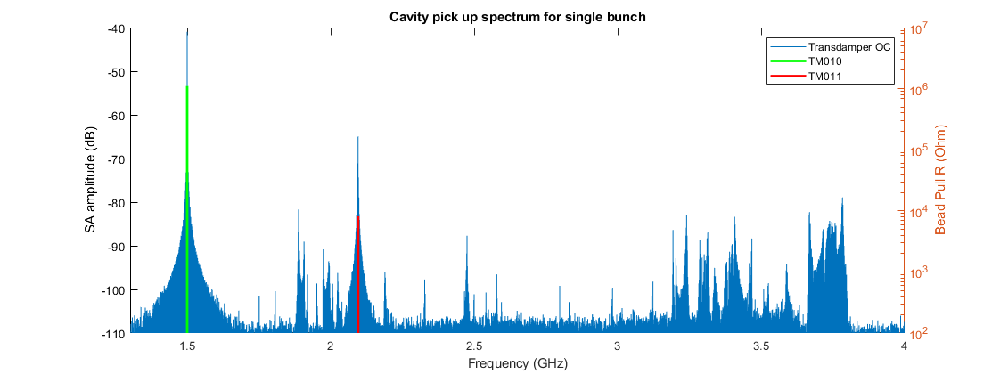 Cavity pick up spectrum for single bunch
-40
-50
-60
-70
-80
-90
-100
-110
SA amplitude (dB)
1.5
2
2.5
3
3.5
4
Frequency (GHz)
10^7
10^6
10^5
10^4
10^3
10^2
Bead Pull R (Ohm)
Transdamper OC
TM010
TM011